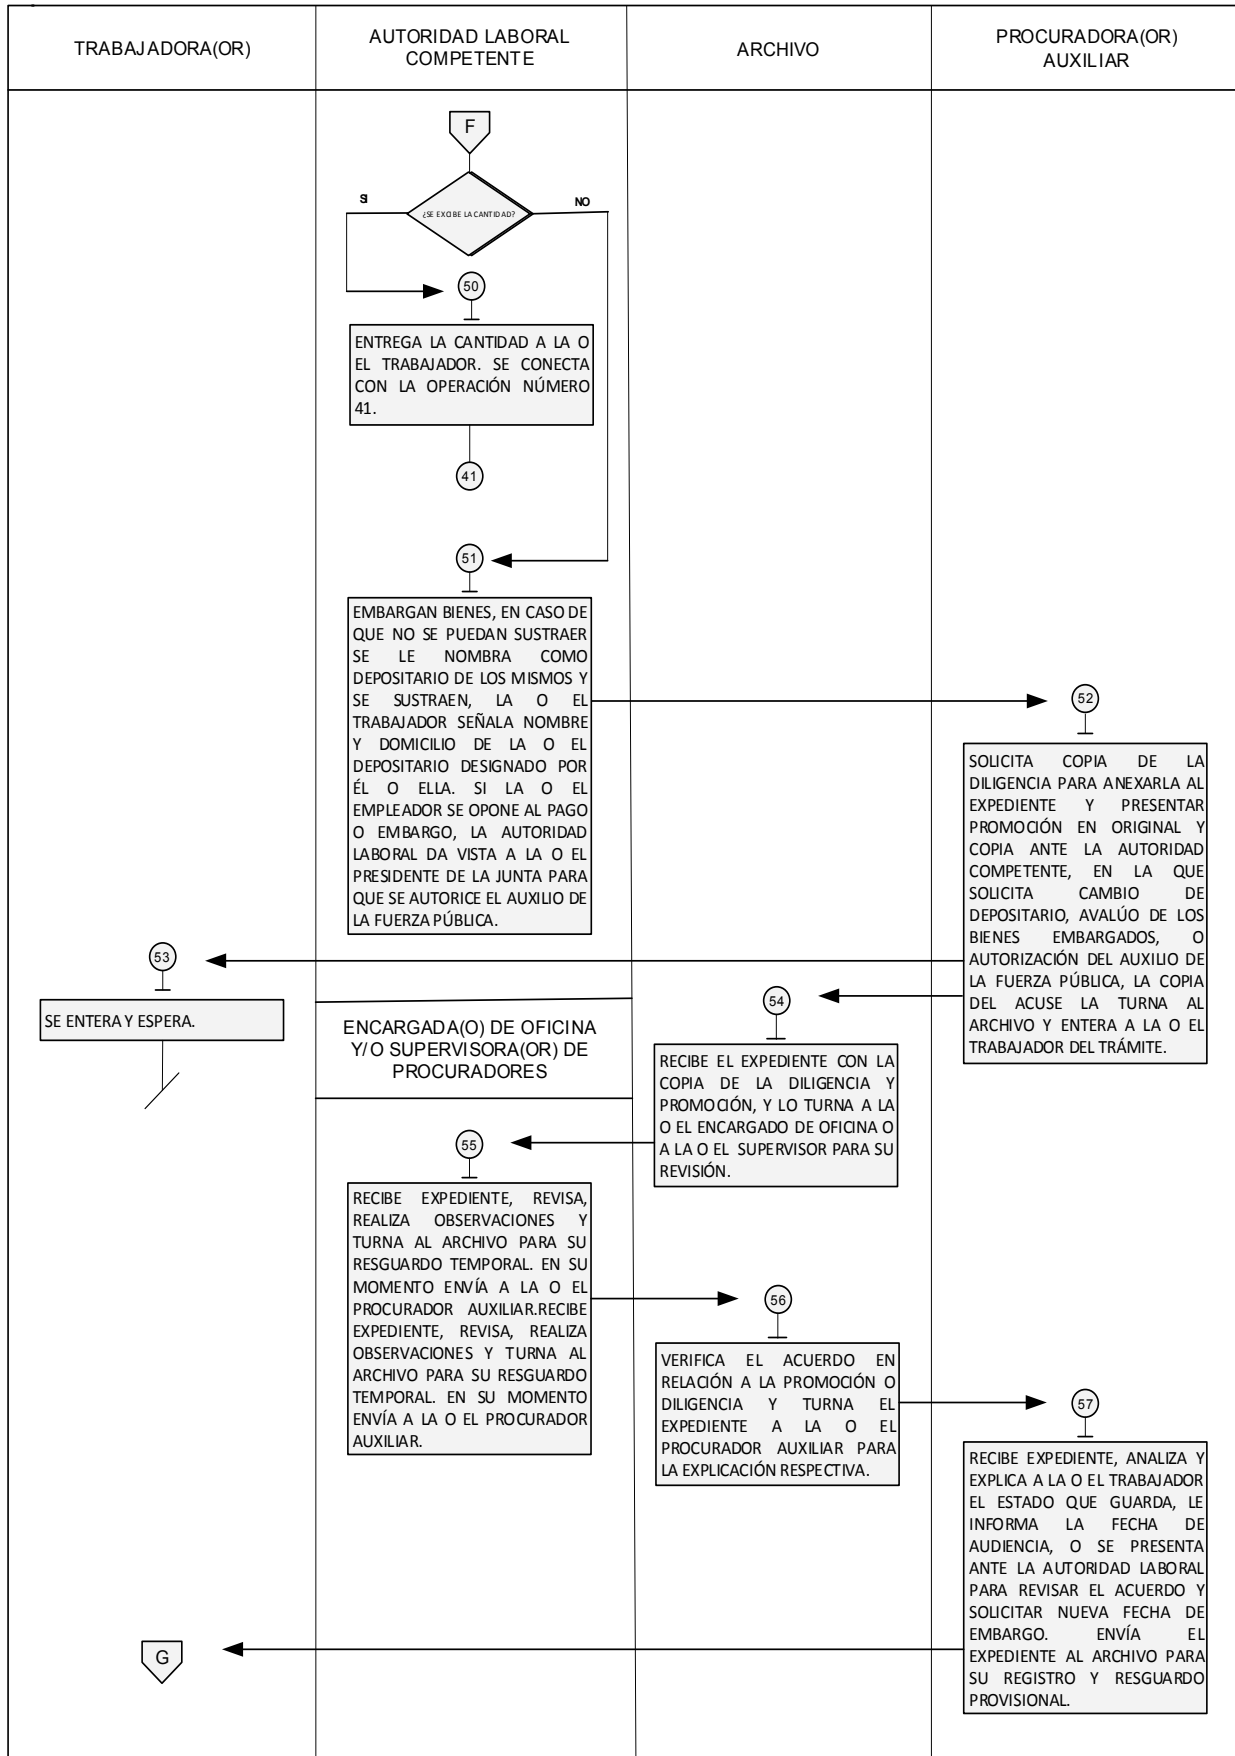 TRABAJADORA(OR)
AUTORIDAD LABORAL
COMPETENTE
ARCHIVO
PROCURADORA(OR)
AUXILIAR
F
SI
¿SE EXCIBE LA CANTIDAD?
NO
50
ENTREGA LA CANTIDAD A LA O
EL TRABAJADOR. SE CONECTA
CON LA OPERACIÓN NÚMERO
41.
41
51
EMBARGAN BIENES, EN CASO DE
QUE NO SE PUEDAN SUSTRAER
SE LE NOMBRA COMO
DEPOSITARIO DE LOS MISMOS Y
SE SUSTRAEN, LA O EL
TRABAJADOR SEÑALA NOMBRE
Y DOMICILIO DE LA O EL
DEPOSITARIO DESIGNADO POR
ÉL O ELLA. SI LA O EL
EMPLEADOR SE OPONE AL PAGO
O EMBARGO, LA AUTORIDAD
LABORAL DA VISTA A LA O EL
PRESIDENTE DE LA JUNTA PARA
QUE SE AUTORICE EL AUXILIO DE
LA FUERZA PÚBLICA.
52
SOLICITA COPIA DE LA
DILIGENCIA PARA ANEXARLA AL
EXPEDIENTE Y PRESENTAR
PROMOCIÓN EN ORIGINAL Y
COPIA ANTE LA AUTORIDAD
COMPETENTE, EN LA QUE
SOLICITA CAMBIO DE
DEPOSITARIO, AVALÚO DE LOS
BIENES EMBARGADOS, O
AUTORIZACIÓN DEL AUXILIO DE
LA FUERZA PÚBLICA, LA COPIA
DEL ACUSE LA TURNA AL
ARCHIVO Y ENTERA A LA O EL
TRABAJADOR DEL TRÁMITE.
53
SE ENTERA Y ESPERA.
ENCARGADA(O) DE OFICINA
Y/O SUPERVISORA(OR) DE
PROCURADORES
54
RECIBE EL EXPEDIENTE CON LA
COPIA DE LA DILIGENCIA Y
PROMOCIÓN, Y LO TURNA A LA
O EL ENCARGADO DE OFICINA O
A LA O EL SUPERVISOR PARA SU
REVISIÓN.
55
RECIBE EXPEDIENTE, REVISA,
REALIZA OBSERVACIONES Y
TURNA AL ARCHIVO PARA SU
RESGUARDO TEMPORAL. EN SU
MOMENTO ENVÍA A LA O EL
PROCURADOR AUXILIAR.RECIBE
EXPEDIENTE, REVISA, REALIZA
OBSERVACIONES Y TURNA AL
ARCHIVO PARA SU RESGUARDO
TEMPORAL. EN SU MOMENTO
ENVÍA A LA O EL PROCURADOR
AUXILIAR.
56
VERIFICA EL ACUERDO EN
RELACIÓN A LA PROMOCIÓN O
DILIGENCIA Y TURNA EL
EXPEDIENTE A LA O EL
PROCURADOR AUXILIAR PARA
LA EXPLICACIÓN RESPECTIVA.
57
RECIBE EXPEDIENTE, ANALIZA Y
EXPLICA A LA O EL TRABAJADOR
EL ESTADO QUE GUARDA, LE
INFORMA LA FECHA DE
AUDIENCIA, O SE PRESENTA
ANTE LA AUTORIDAD LABORAL
PARA REVISAR EL ACUERDO Y
SOLICITAR NUEVA FECHA DE
EMBARGO. ENVÍA EL
EXPEDIENTE AL ARCHIVO PARA
SU REGISTRO Y RESGUARDO
PROVISIONAL.
G